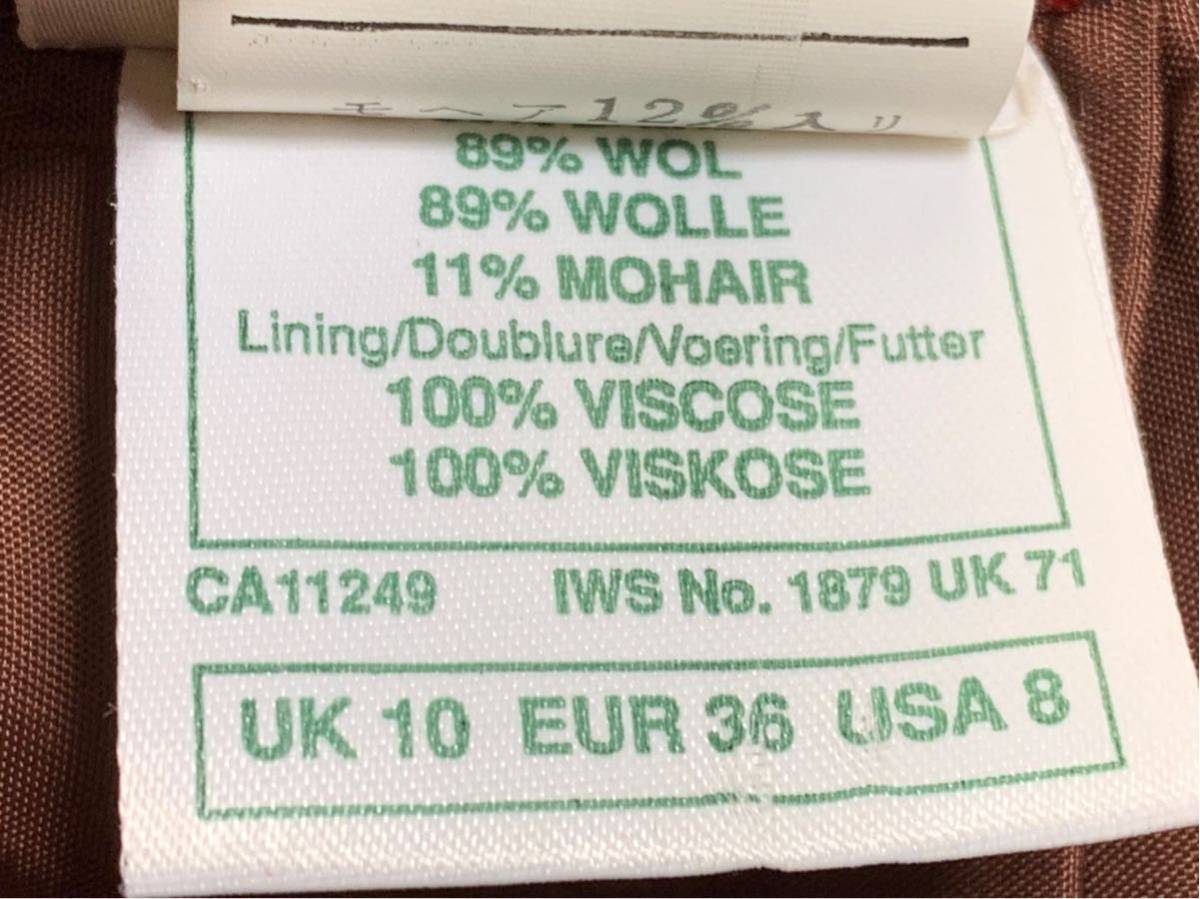 モヘア12%入り
89% WOL
89% WOLLE
11% MOHAIR
Lining/Doublure/Voering/Futter
100% VISCOSE
100% VISKOSE
CA11249 IWS No. 1879 UK 71
UK 10 EUR 36 USA 8